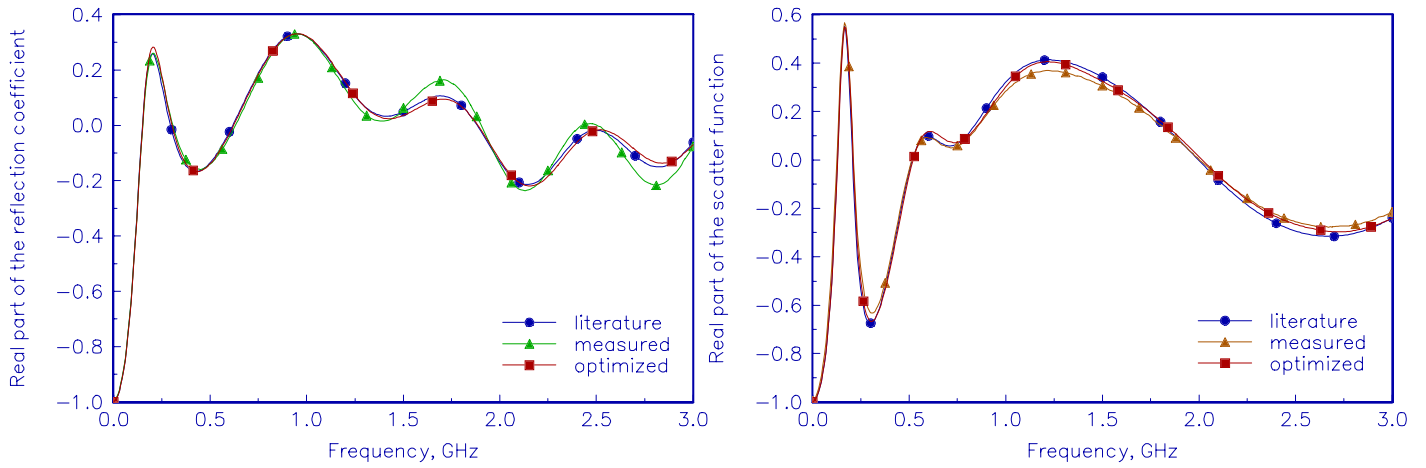 Real part of the reflection coefficient
0.4
0.2
0.0
−0.2
−0.4
−0.6
−0.8
−1.0
literature
measured
optimized
0.0 0.5 1.0 1.5 2.0 2.5 3.0
Frequency, GHz
Real part of the scatter function
0.6
0.4
0.2
0.0
−0.2
−0.4
−0.6
−0.8
−1.0
literature
measured
optimized
0.0 0.5 1.0 1.5 2.0 2.5 3.0
Frequency, GHz